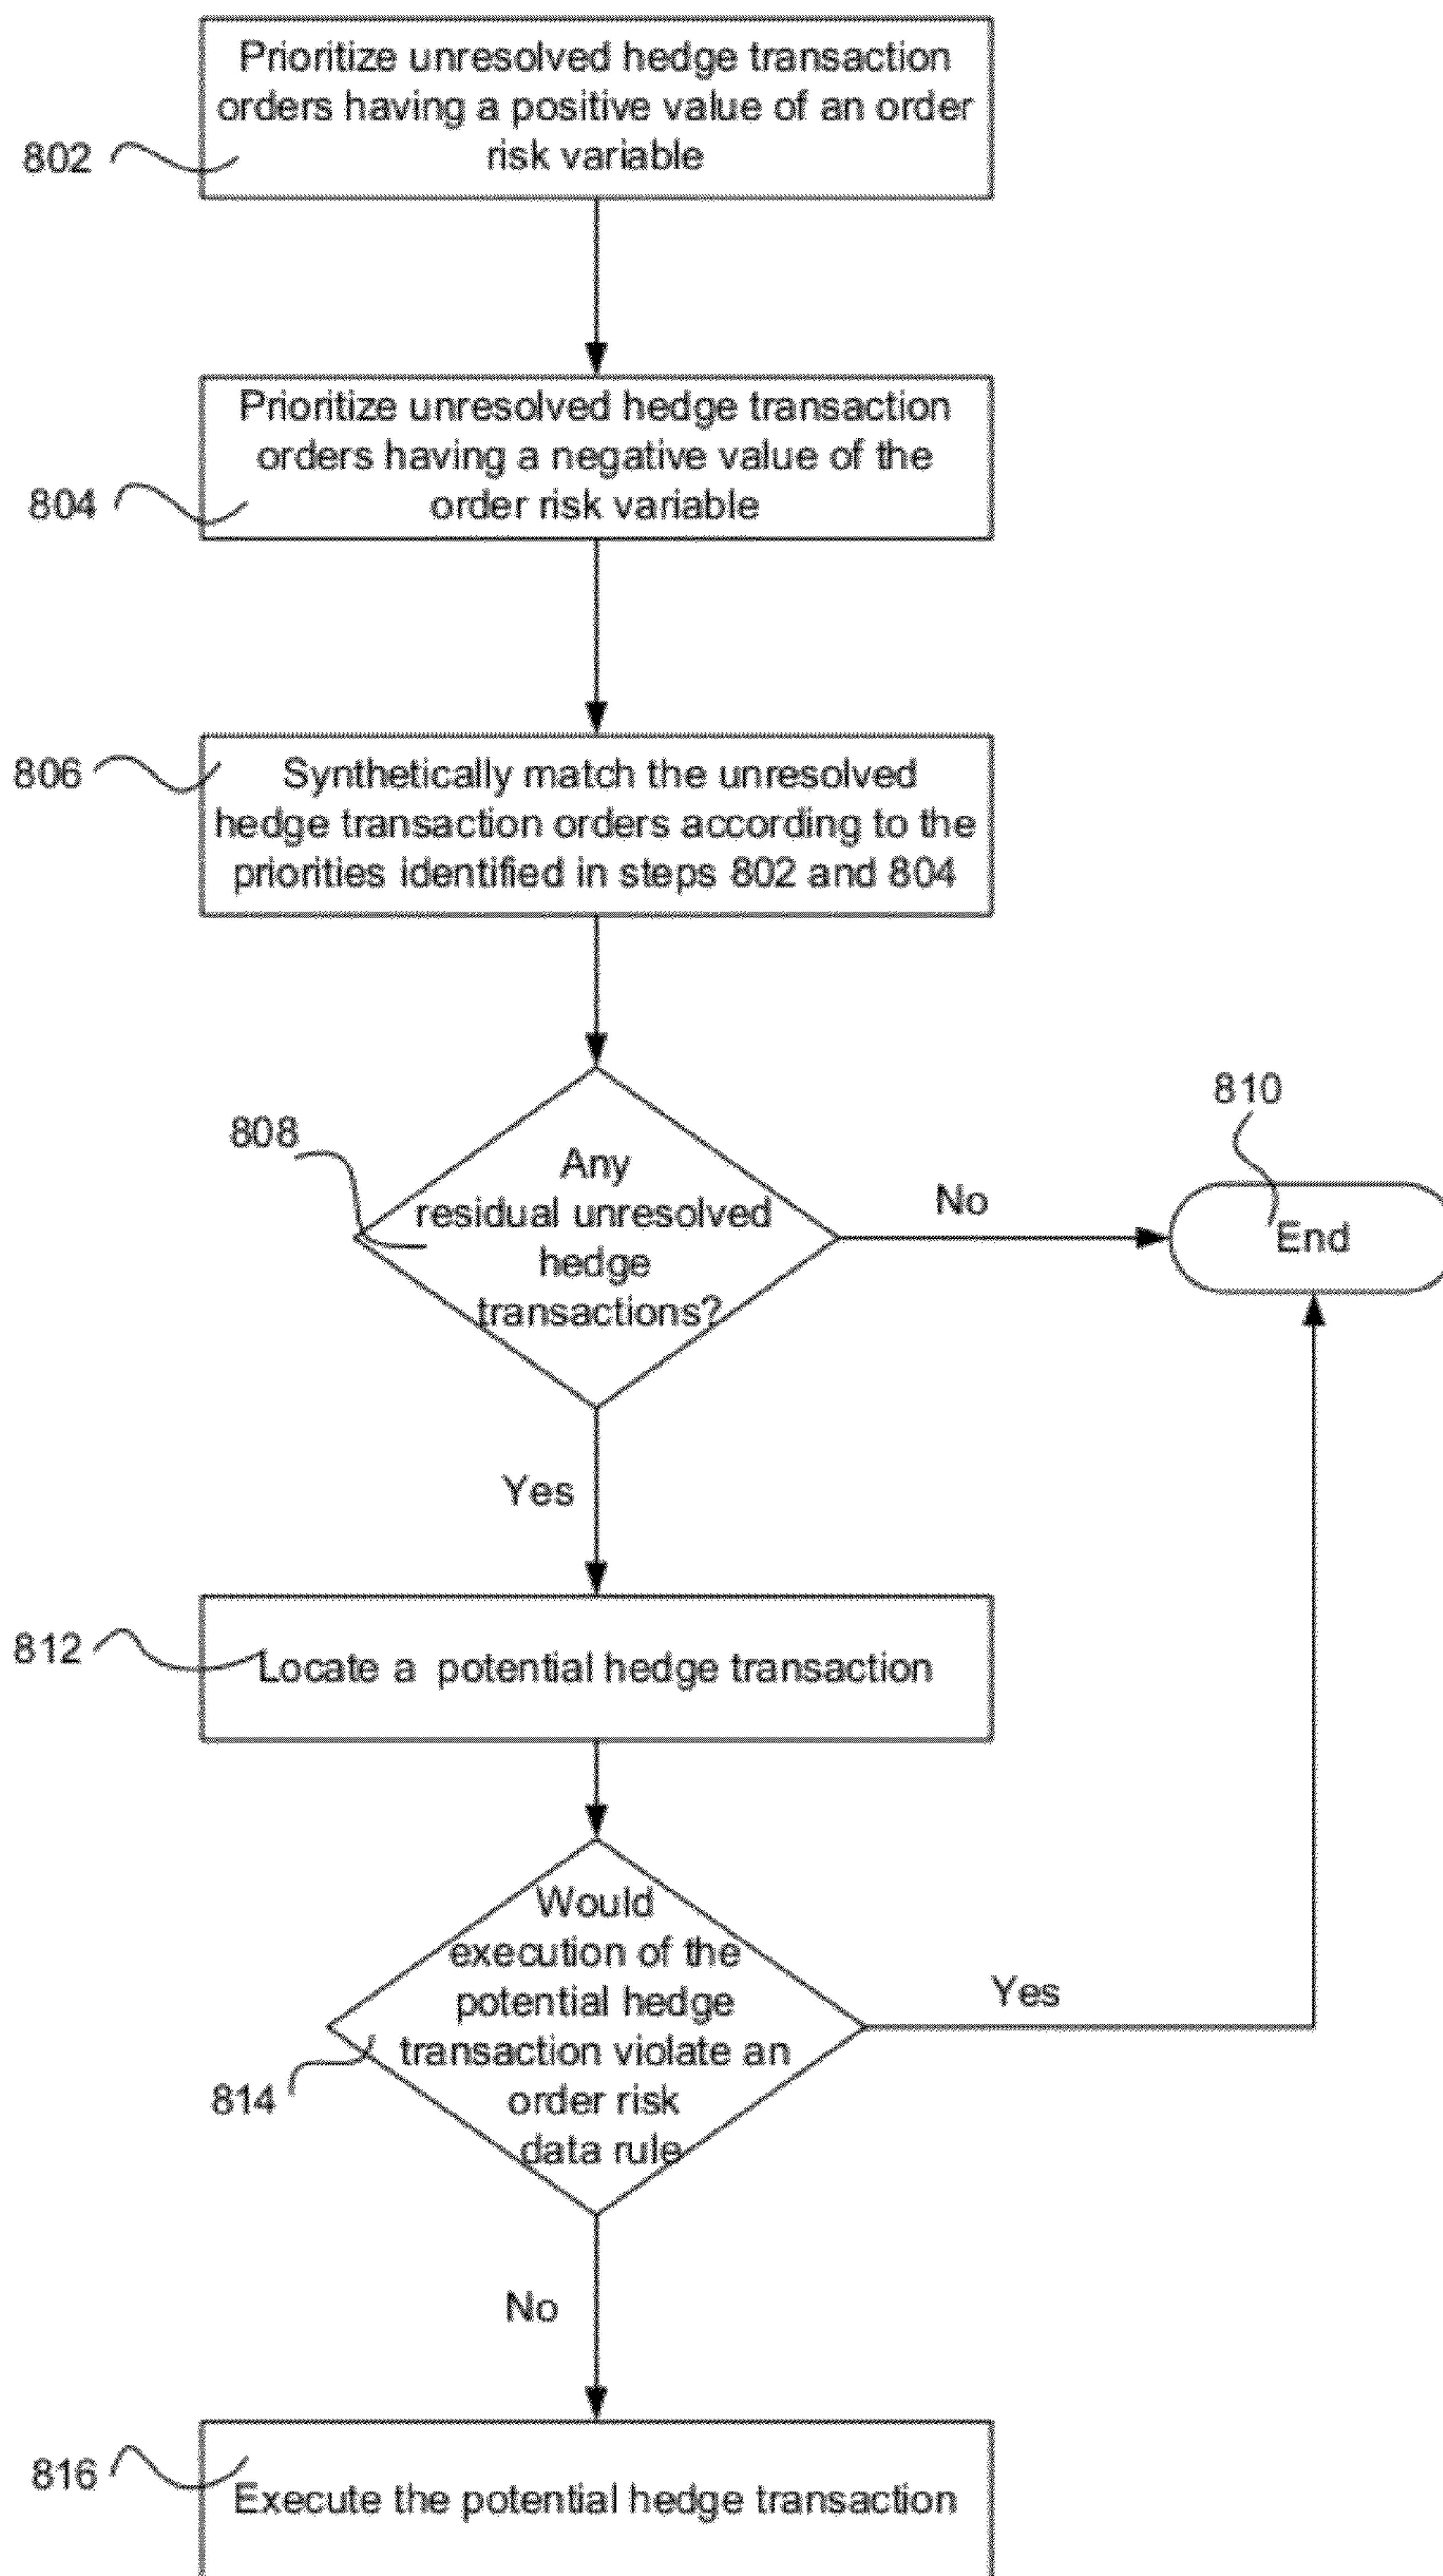 Prioritize unresolved hedge transaction
orders having a positive value of an order
risk variable
802
Prioritize unresolved hedge transaction
orders having a negative value of the
order risk variable
804
806
Synthetically match the unresolved
hedge transaction orders according to the
priorities identified in steps 802 and 804
808
Any
residual unresolved
hedge
transactions?
No
810
End
Yes
812
Locate a potential hedge transaction
Would
execution of the
potential hedge
transaction violate an
order risk
data rule
814
Yes
No
816
Execute the potential hedge transaction